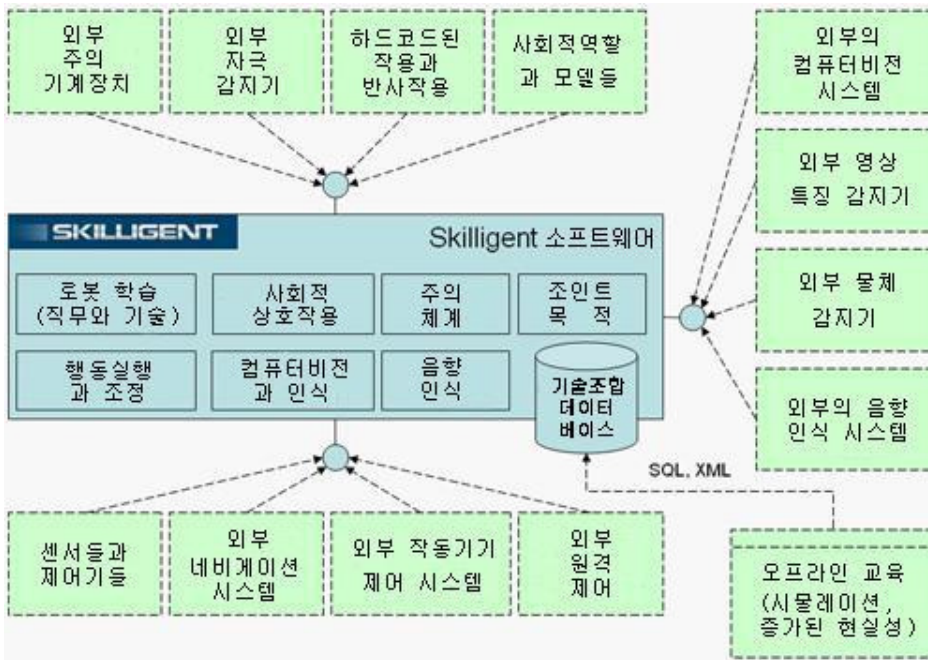 외부
주의
기계장치
외부
자극
감지기
하드코드된
작용과
반사작용
사회적역할
과 모델들
외부의
컴퓨터비전
시스템
외부 영상
특징 감지기
외부 물체
감지기
외부의 음향
인식 시스템
SKILLIGENT
Skilligent 소프트웨어
로봇 학습
(직무와 기술)
사회적
상호작용
주의
체계
조인트
목 적
행동실행
과 조정
컴퓨터비전
과 인식
음향
인식
기술조합
데이터
베이스
SQL, XML
센서들과
제어기들
외부
네비게이션
시스템
외부 작동기기
제어 시스템
외부
원격
제어
오프라인 교육
(시뮬레이션,
증가된 현실성)